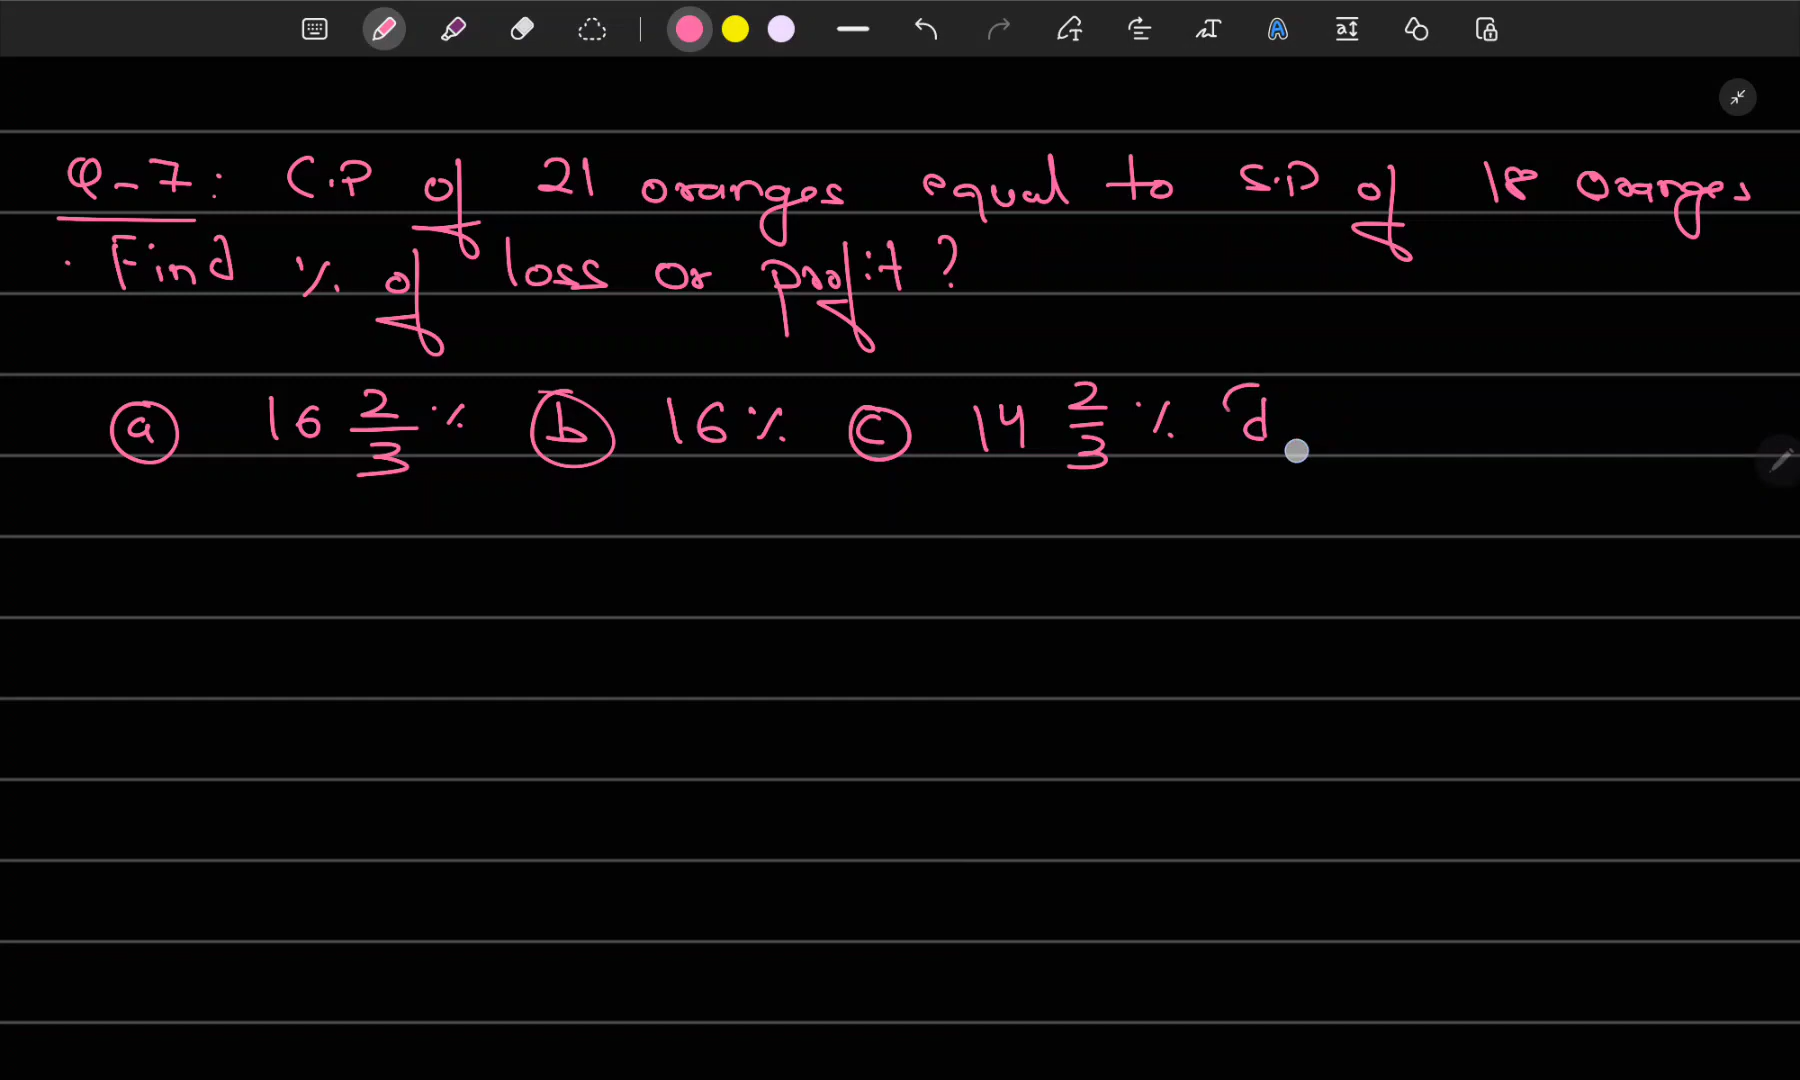 Q-7: C.P of 21 oranges equal to S.P of 18 oranges
. Find % of loss or profit?
(a) 16 2/3 % (b) 16% (c) 14 2/3 % d